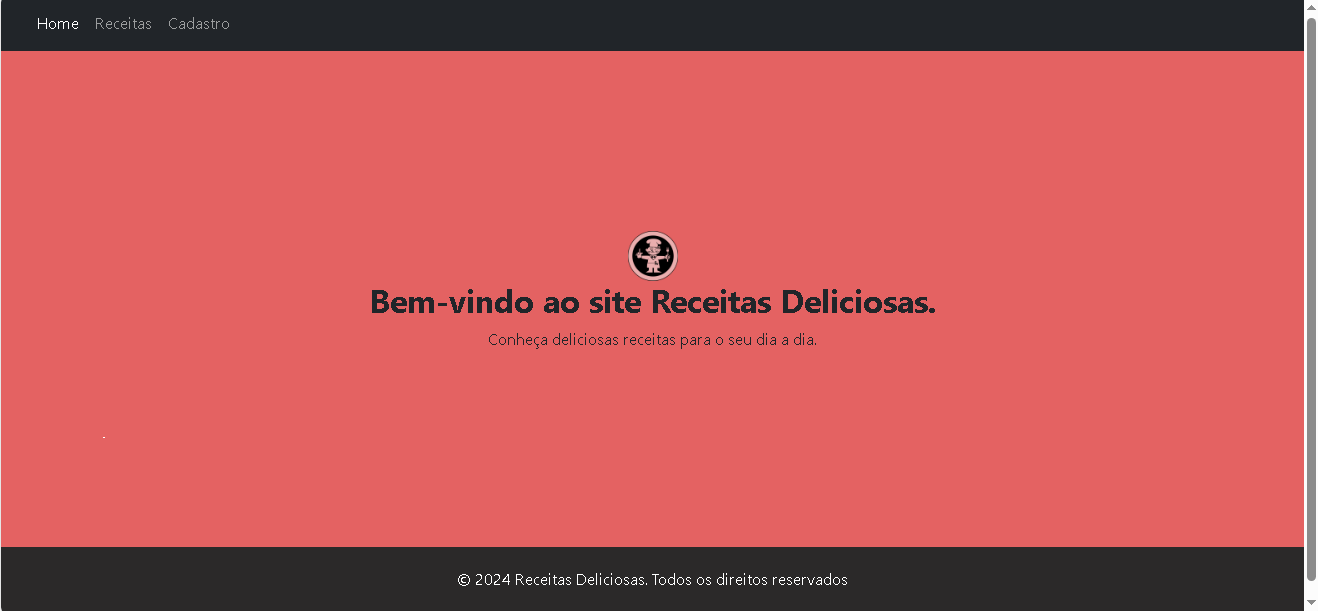 Home Receitas Cadastro
Bem-vindo ao site Receitas Deliciosas.
Conheça deliciosas receitas para o seu dia a dia.
© 2024 Receitas Deliciosas. Todos os direitos reservados